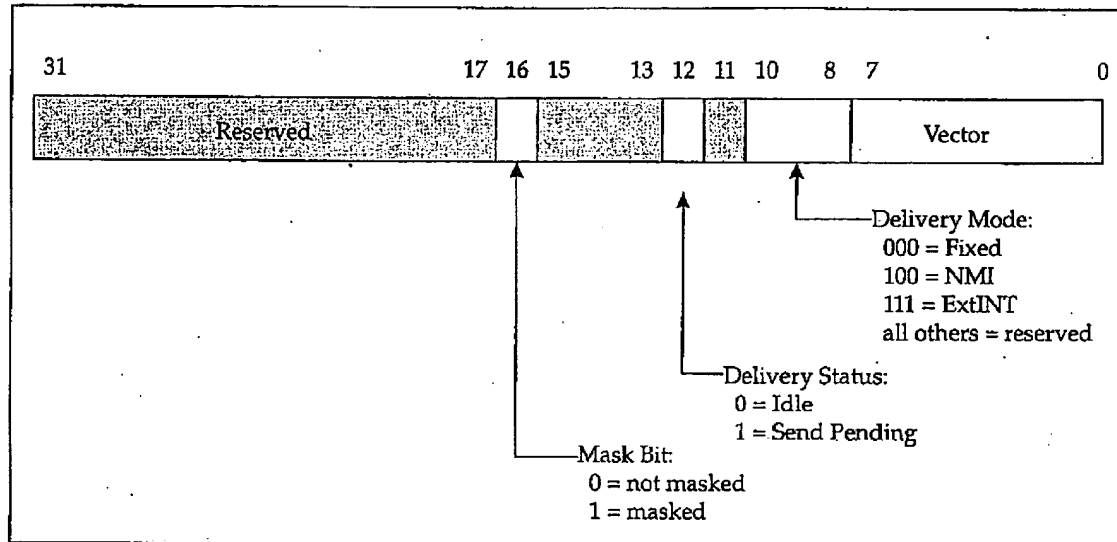 31 17 16 15 13 12 11 10 8 7 0
Reserved Vector
Delivery Mode:
000 = Fixed
100 = NMI
111 = ExtINT
all others = reserved
Delivery Status:
0 = Idle
1 = Send Pending
Mask Bit:
0 = not masked
1 = masked